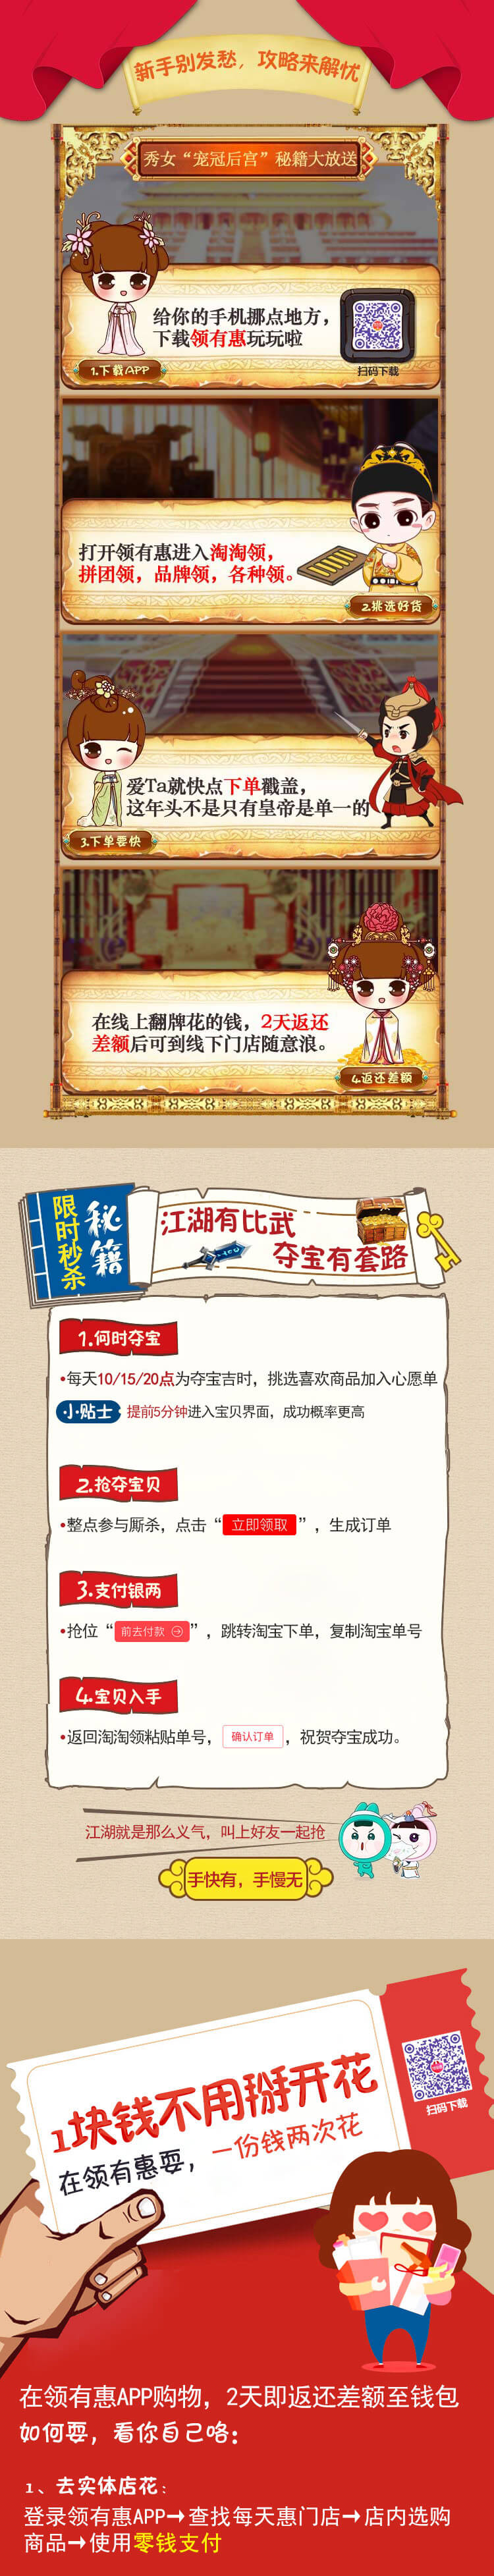 新手别发愁，攻略来解忧
秀女“宠冠后宫”秘籍大放送
给你的手机挪点地方，
下载领有惠玩玩啦
扫码下载
1.下载APP
打开领有惠进入淘淘领，
拼团领，品牌领，各种领。
2.挑选好货
爱Ta就快点下单戳盖，
这年头不是只有皇帝是单一的
3.下单要快
在线上翻牌花的钱，2天返还
差额后可到线下门店随意浪。
4.返还差额
限时秒杀
秘籍
江湖有比武
夺宝有套路
1.何时夺宝
•每天10/15/20点为夺宝吉时，挑选喜欢商品加入心愿单
小贴士 提前5分钟进入宝贝界面，成功概率更高
2.抢夺宝贝
•整点参与厮杀，点击“立即领取”，生成订单
3.支付银两
•抢位“前去付款”，跳转淘宝下单，复制淘宝单号
4.宝贝入手
•返回淘淘领粘贴单号，确认订单，祝贺夺宝成功。
江湖就是那么义气，叫上好友一起抢
手快有，手慢无
1块钱不用掰开花
在领有惠耍，一份钱两次花
扫码下载
在领有惠APP购物，2天即返还差额至钱包
如何耍，看你自己咯：
1、去实体店花：
登录领有惠APP→查找每天惠门店→店内选购
商品→使用零钱支付